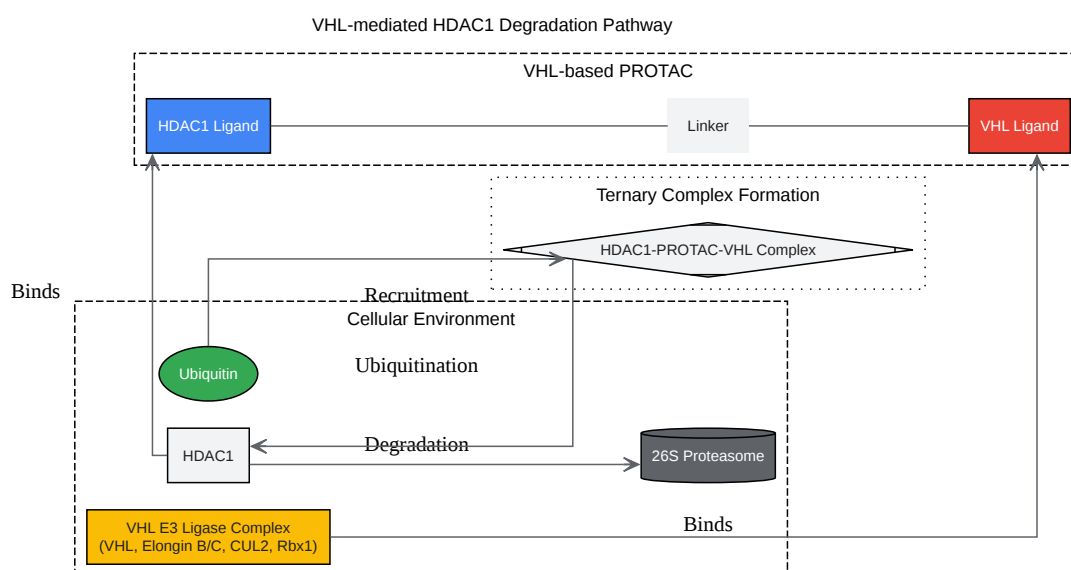 VHL-mediated HDAC1 Degradation Pathway
VHL-based PROTAC
HDAC1 Ligand
Linker
VHL Ligand
Ternary Complex Formation
HDAC1-PROTAC-VHL Complex
Binds
Recruitment
Cellular Environment
Ubiquitination
Ubiquitin
Degradation
HDAC1
26S Proteasome
VHL E3 Ligase Complex
(VHL, Elongin B/C, CUL2, Rbx1)
Binds